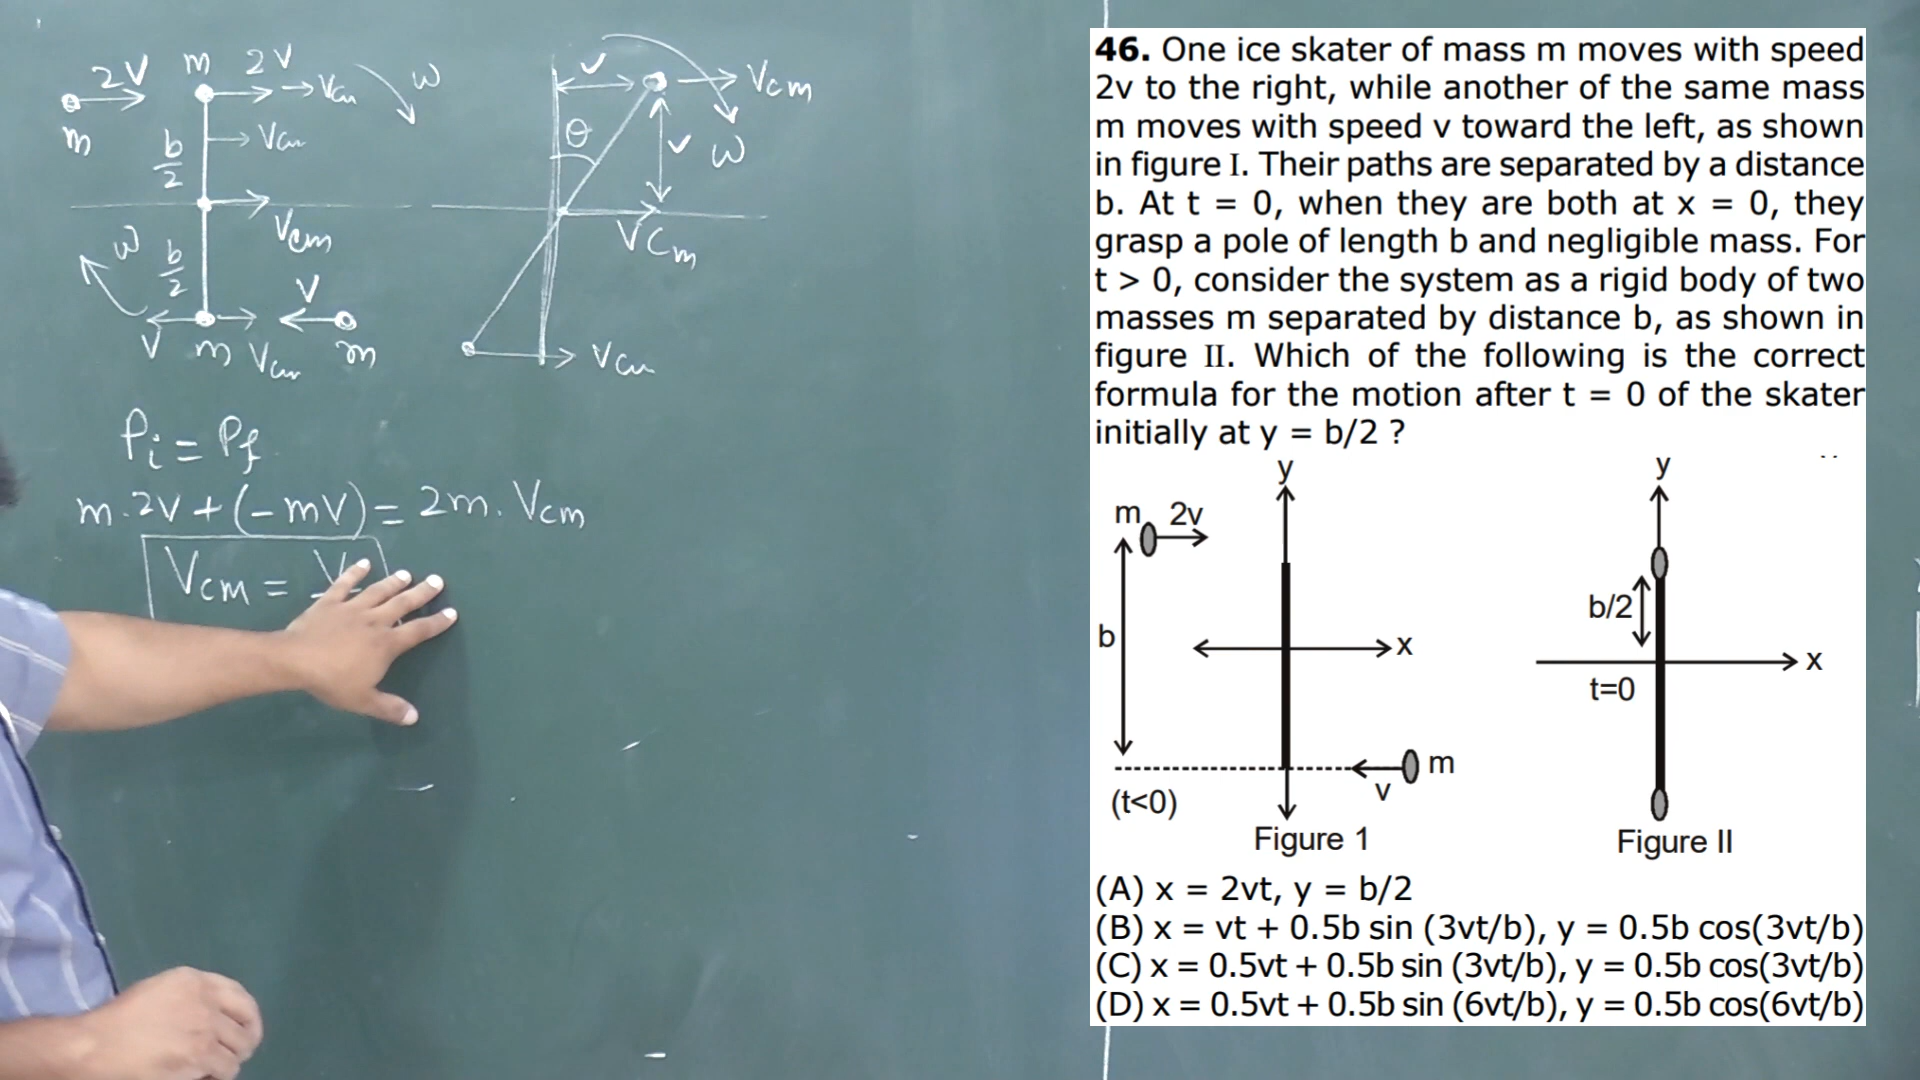 2V m 2V
→Vcm ω
m
b/2 → Vcm
Vcm
ω b/2 V
V m Vcm m
V Vcm
θ V ω
VCm
Vcm
Pi = Pf
m.2V + (-mV) = 2m. Vcm
Vcm =
46. One ice skater of mass m moves with speed
2v to the right, while another of the same mass
m moves with speed v toward the left, as shown
in figure I. Their paths are separated by a distance
b. At t = 0, when they are both at x = 0, they
grasp a pole of length b and negligible mass. For
t > 0, consider the system as a rigid body of two
masses m separated by distance b, as shown in
figure II. Which of the following is the correct
formula for the motion after t = 0 of the skater
initially at y = b/2 ?
y
m 2v
b
x
m
v
(t<0)
Figure 1
y
b/2
x
t=0
Figure II
(A) x = 2vt, y = b/2
(B) x = vt + 0.5b sin (3vt/b), y = 0.5b cos(3vt/b)
(C) x = 0.5vt + 0.5b sin (3vt/b), y = 0.5b cos(3vt/b)
(D) x = 0.5vt + 0.5b sin (6vt/b), y = 0.5b cos(6vt/b)